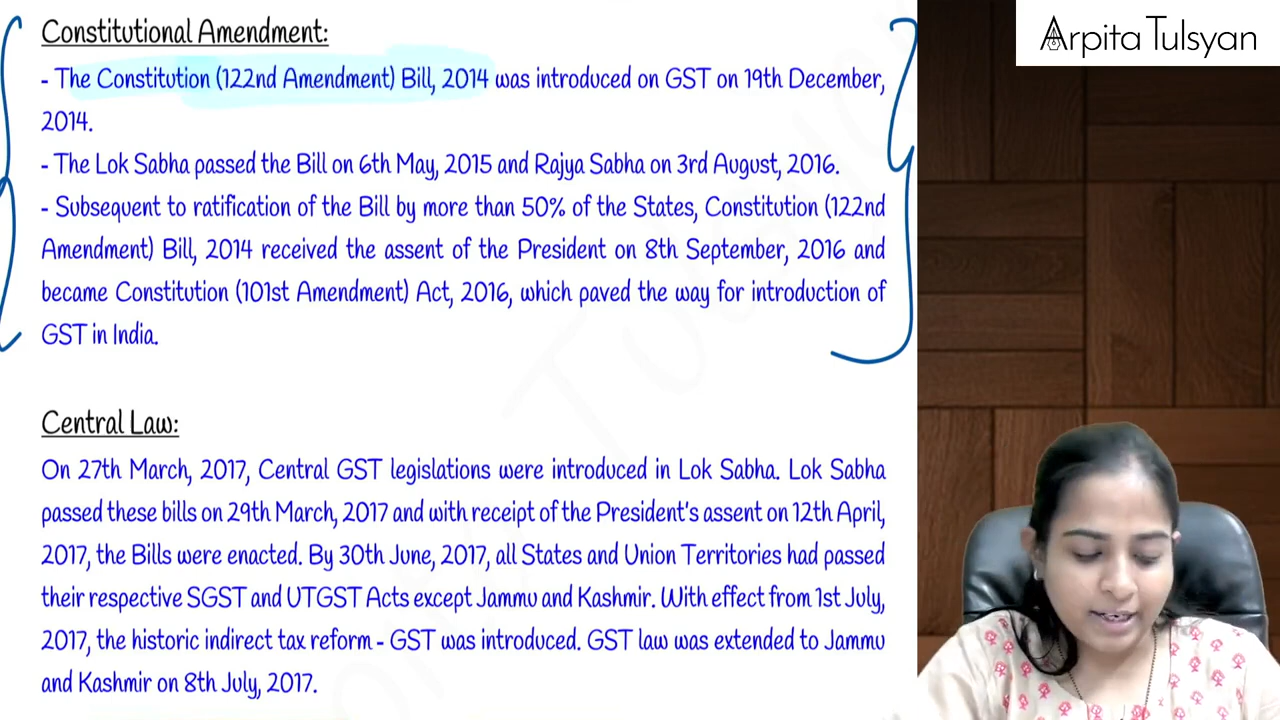 Arpita Tulsyan
Constitutional Amendment:
- The Constitution (122nd Amendment) Bill, 2014 was introduced on GST on 19th December,
2014.
- The Lok Sabha passed the Bill on 6th May, 2015 and Rajya Sabha on 3rd August, 2016.
- Subsequent to ratification of the Bill by more than 50% of the States, Constitution (122nd
Amendment) Bill, 2014 received the assent of the President on 8th September, 2016 and
became Constitution (101st Amendment) Act, 2016, which paved the way for introduction of
GST in India.
Central Law:
On 27th March, 2017, Central GST legislations were introduced in Lok Sabha. Lok Sabha
passed these bills on 29th March, 2017 and with receipt of the President's assent on 12th April,
2017, the Bills were enacted. By 30th June, 2017, all States and Union Territories had passed
their respective SGST and UTGST Acts except Jammu and Kashmir. With effect from 1st July,
2017, the historic indirect tax reform - GST was introduced. GST law was extended to Jammu
and Kashmir on 8th July, 2017.